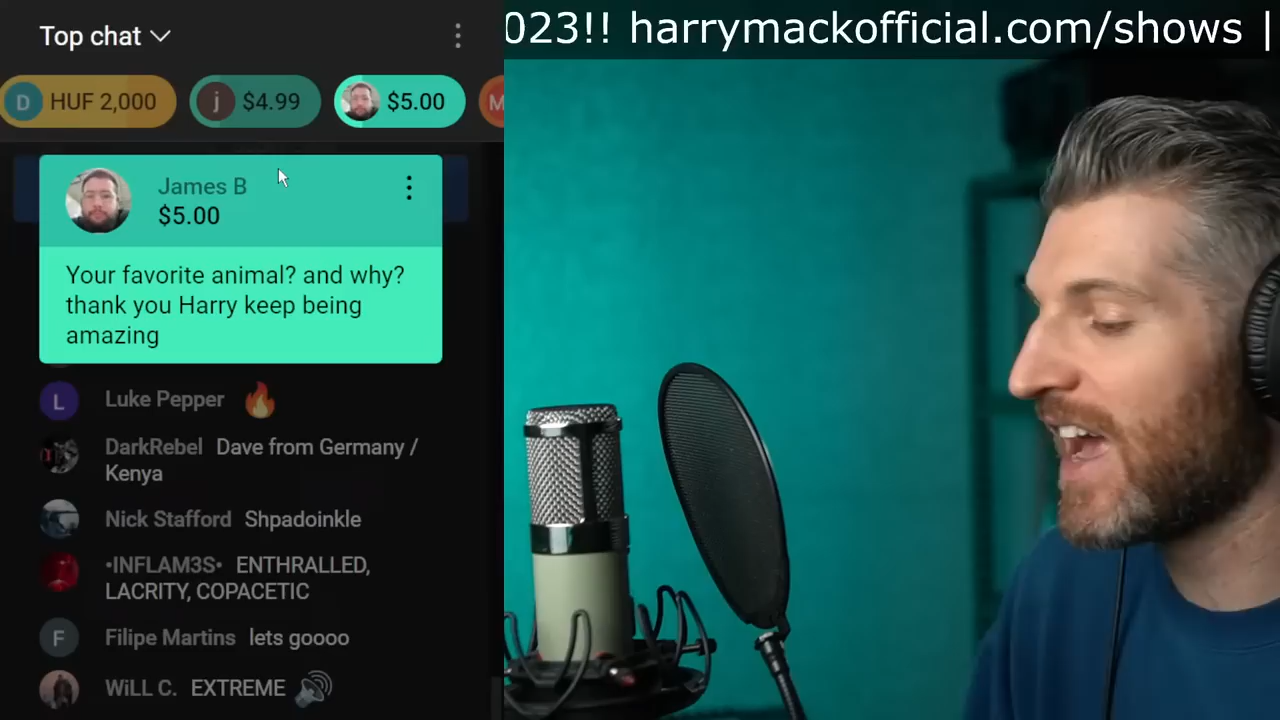 Top chat
023!! harrymackofficial.com/shows |
D HUF 2,000
j $4.99
$5.00
M
James B
$5.00
Your favorite animal? and why?
thank you Harry keep being
amazing
L Luke Pepper
DarkRebel Dave from Germany /
Kenya
Nick Stafford Shpadoinkle
•INFLAM3S• ENTHRALLED,
LACRITY, COPACETIC
F Filipe Martins lets goooo
WiLL C. EXTREME